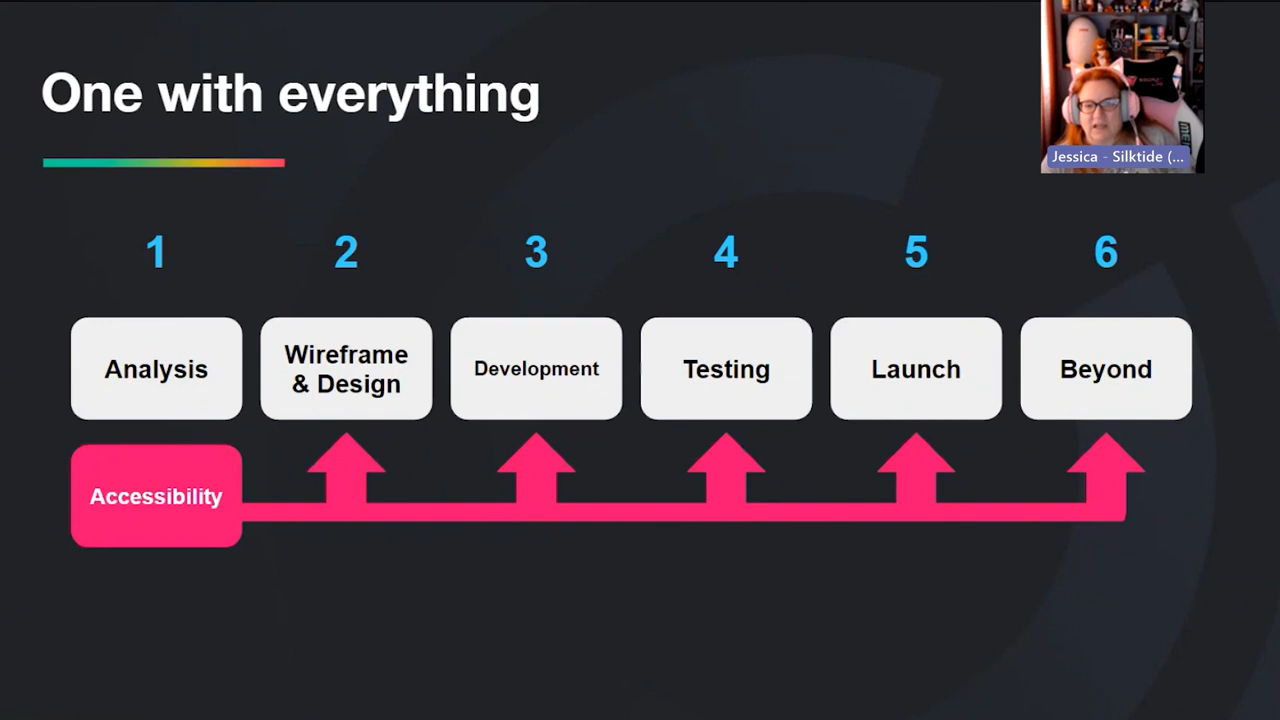 One with everything
Jessica - Silktide (...
1
2
3
4
5
6
Analysis
Wireframe
& Design
Development
Testing
Launch
Beyond
Accessibility